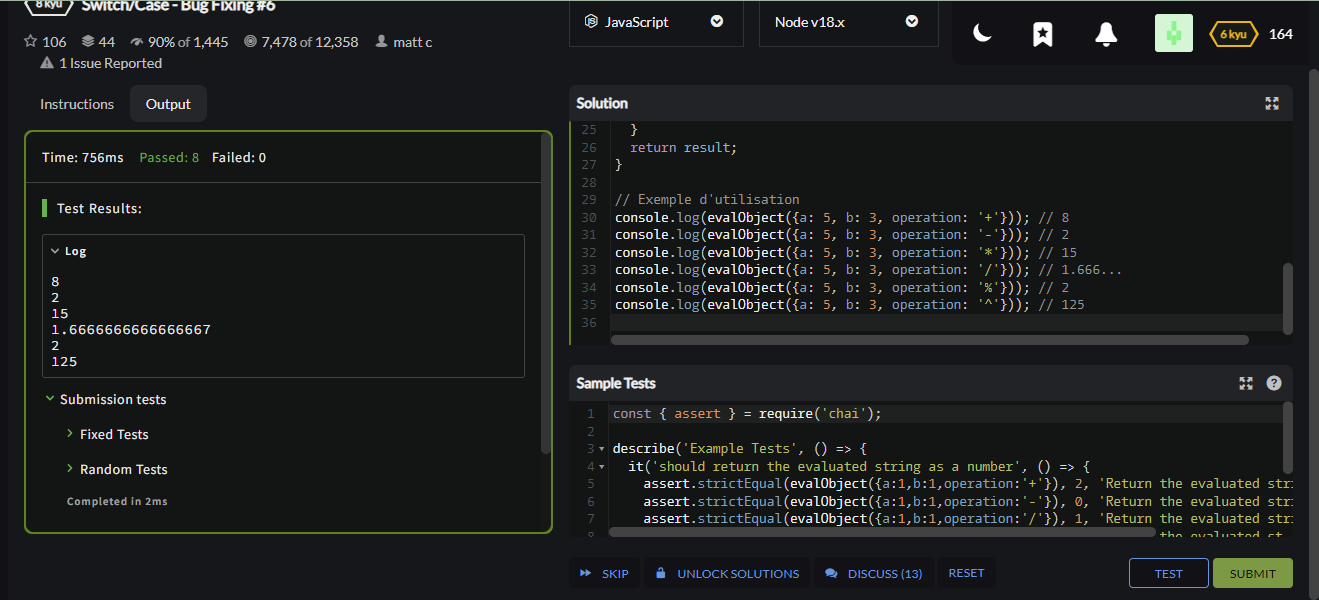 8 kyu Switch/Case - Bug Fixing #6
106 44 90% of 1,445 7,478 of 12,358 matt c
1 Issue Reported
JavaScript
Node v18.x
6 kyu 164
Instructions Output
Time: 756ms Passed: 8 Failed: 0
Test Results:
Log
8
2
15
1.6666666666666667
2
125
Submission tests
Fixed Tests
Random Tests
Completed in 2ms
Solution
25 }
26 return result;
27 }
28
29 // Exemple d'utilisation
30 console.log(evalObject({a: 5, b: 3, operation: '+'})); // 8
31 console.log(evalObject({a: 5, b: 3, operation: '-'})); // 2
32 console.log(evalObject({a: 5, b: 3, operation: '*'})); // 15
33 console.log(evalObject({a: 5, b: 3, operation: '/'})); // 1.666...
34 console.log(evalObject({a: 5, b: 3, operation: '%'})); // 2
35 console.log(evalObject({a: 5, b: 3, operation: '^'})); // 125
36
Sample Tests
1 const { assert } = require('chai');
2
3 describe('Example Tests', () => {
4 it('should return the evaluated string as a number', () => {
5 assert.strictEqual(evalObject({a:1,b:1,operation:'+'}), 2, 'Return the evaluated stri
6 assert.strictEqual(evalObject({a:1,b:1,operation:'-'}), 0, 'Return the evaluated stri
7 assert.strictEqual(evalObject({a:1,b:1,operation:'/'}), 1, 'Return the evaluated stri
SKIP UNLOCK SOLUTIONS DISCUSS (13) RESET TEST SUBMIT